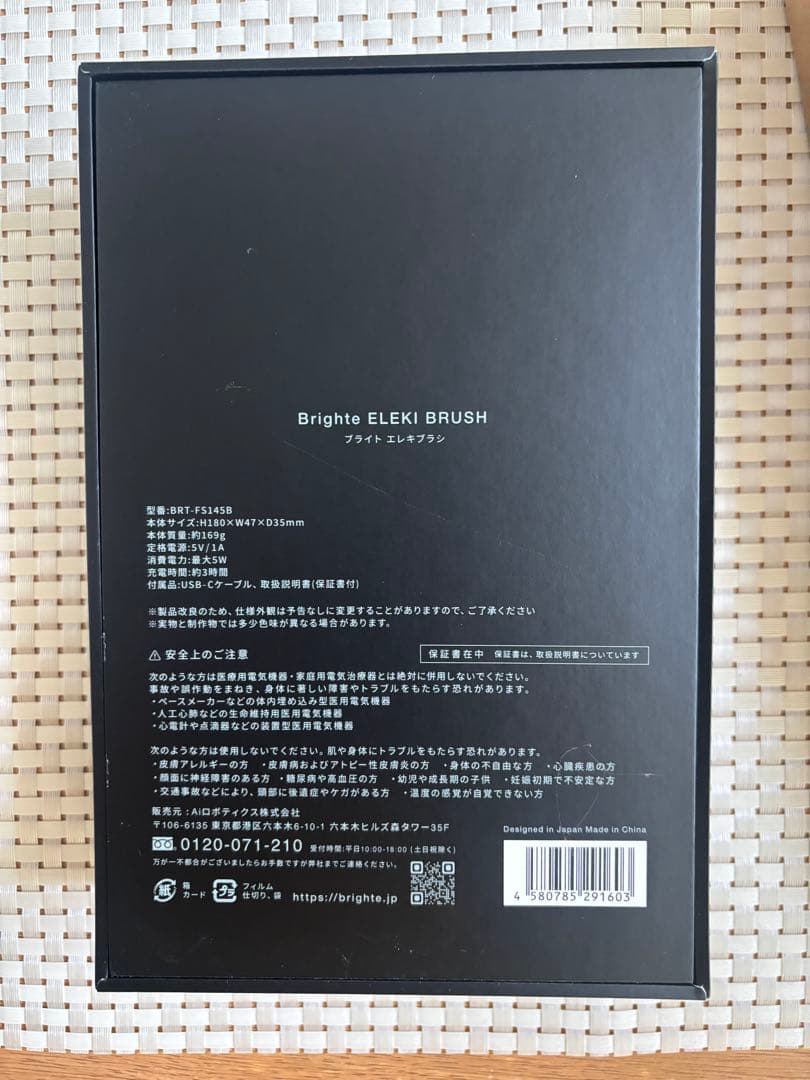 Brighte ELEKI BRUSH
ブライト エレキブラシ
型番:BRT-FS145B
本体サイズ:H180×W47×D35mm
本体質量:約169g
定格電源:5V/1A
消費電力:最大5W
充電時間:約3時間
付属品:USB-Cケーブル、取扱説明書(保証書付)
※製品改良のため、仕様外観は予告なしに変更することがありますので、ご了承ください
※実物と制作物では多少色味が異なる場合があります。
⚠ 安全上のご注意
保証書在中 保証書は、取扱説明書についています
次のような方は医療用電気機器・家庭用電気治療器とは絶対に併用しないでください。
事故や誤作動をまねき、身体に著しい障害やトラブルをもたらす恐れがあります。
・ペースメーカーなどの体内埋め込み型医用電気機器
・人工心肺などの生命維持用医用電気機器
・心電計や点滴器などの装置型医用電気機器
次のような方は使用しないでください。肌や身体にトラブルをもたらす恐れがあります。
・皮膚アレルギーの方 ・皮膚病およびアトピー性皮膚炎の方 ・身体の不自由な方 ・心臓疾患の方
・顔面に神経障害のある方 ・糖尿病や高血圧の方 ・幼児や成長期の子供 ・妊娠初期で不安定な方
・交通事故などにより、頭部に後遺症やケガがある方 ・温度の感覚が自覚できない方
販売元:Aiロボティクス株式会社
〒106-6135 東京都港区六本木6-10-1 六本木ヒルズ森タワー35F
0120-071-210 受付時間:平日10:00-18:00 (土日祝除く)
万が一不都合がございましたらお手数ですが弊社までご連絡ください。
紙 箱 カード プラ フィルム 仕切り、袋 https://brighte.jp
Designed in Japan Made in China
4 580785 291603